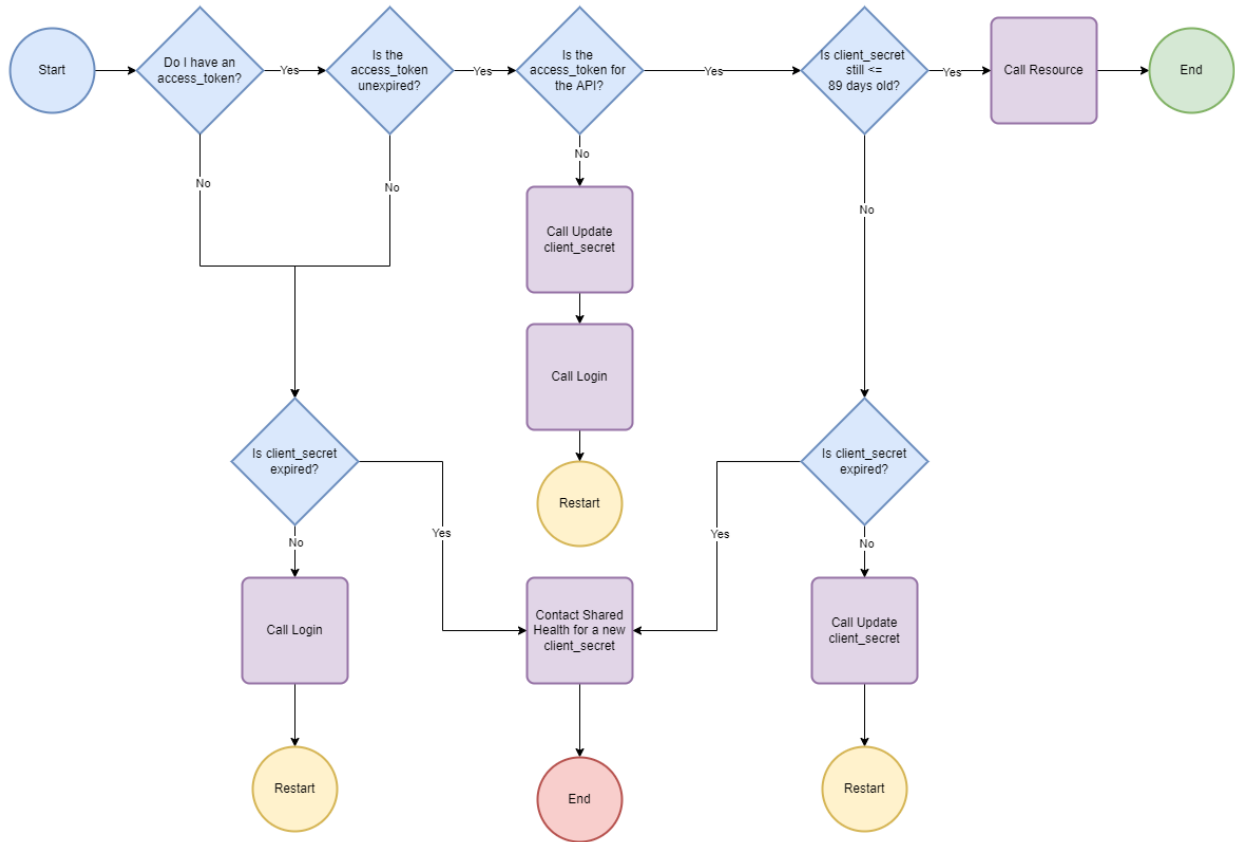 Start
Do I have an
access_token?
Yes
Is the
access_token
unexpired?
Yes
Is the
access_token for
the API?
Yes
Is client_secret
still <=
89 days old?
Yes
Call Resource
End
No
No
No
No
Call Update
client_secret
Call Login
Is client_secret
expired?
Restart
Is client_secret
expired?
Yes
Yes
No
No
Call Login
Contact Shared
Health for a new
client_secret
Call Update
client_secret
Restart
End
Restart